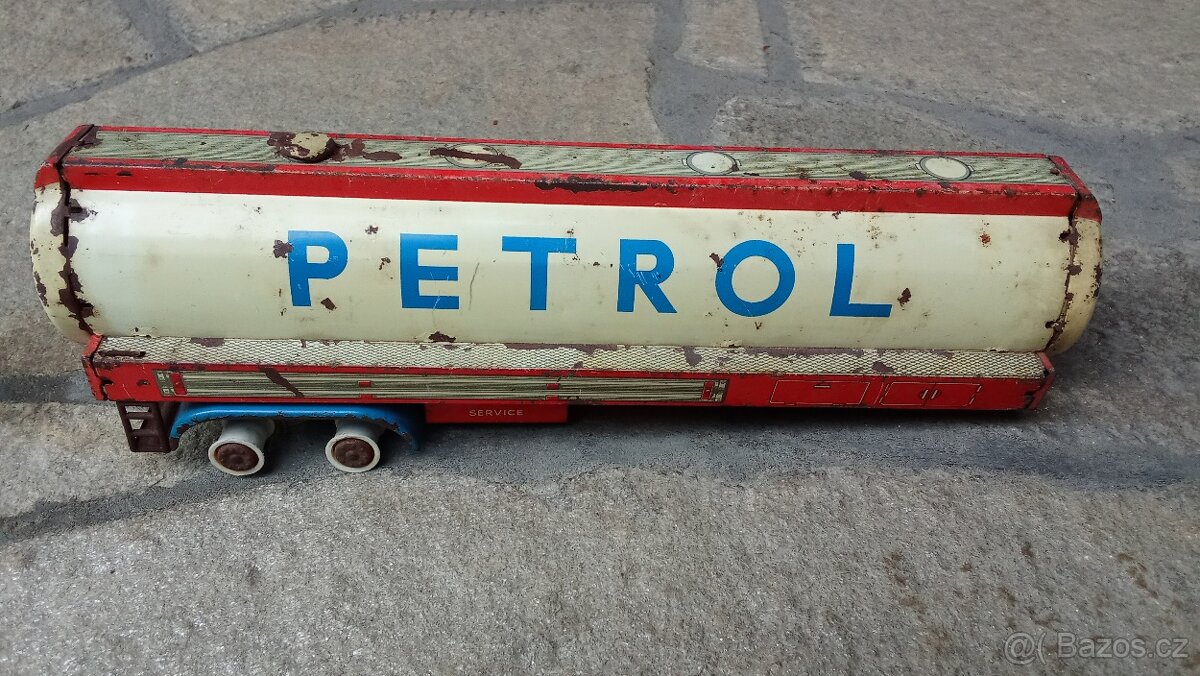 PETROL
SERVICE
@( Bazos.cz